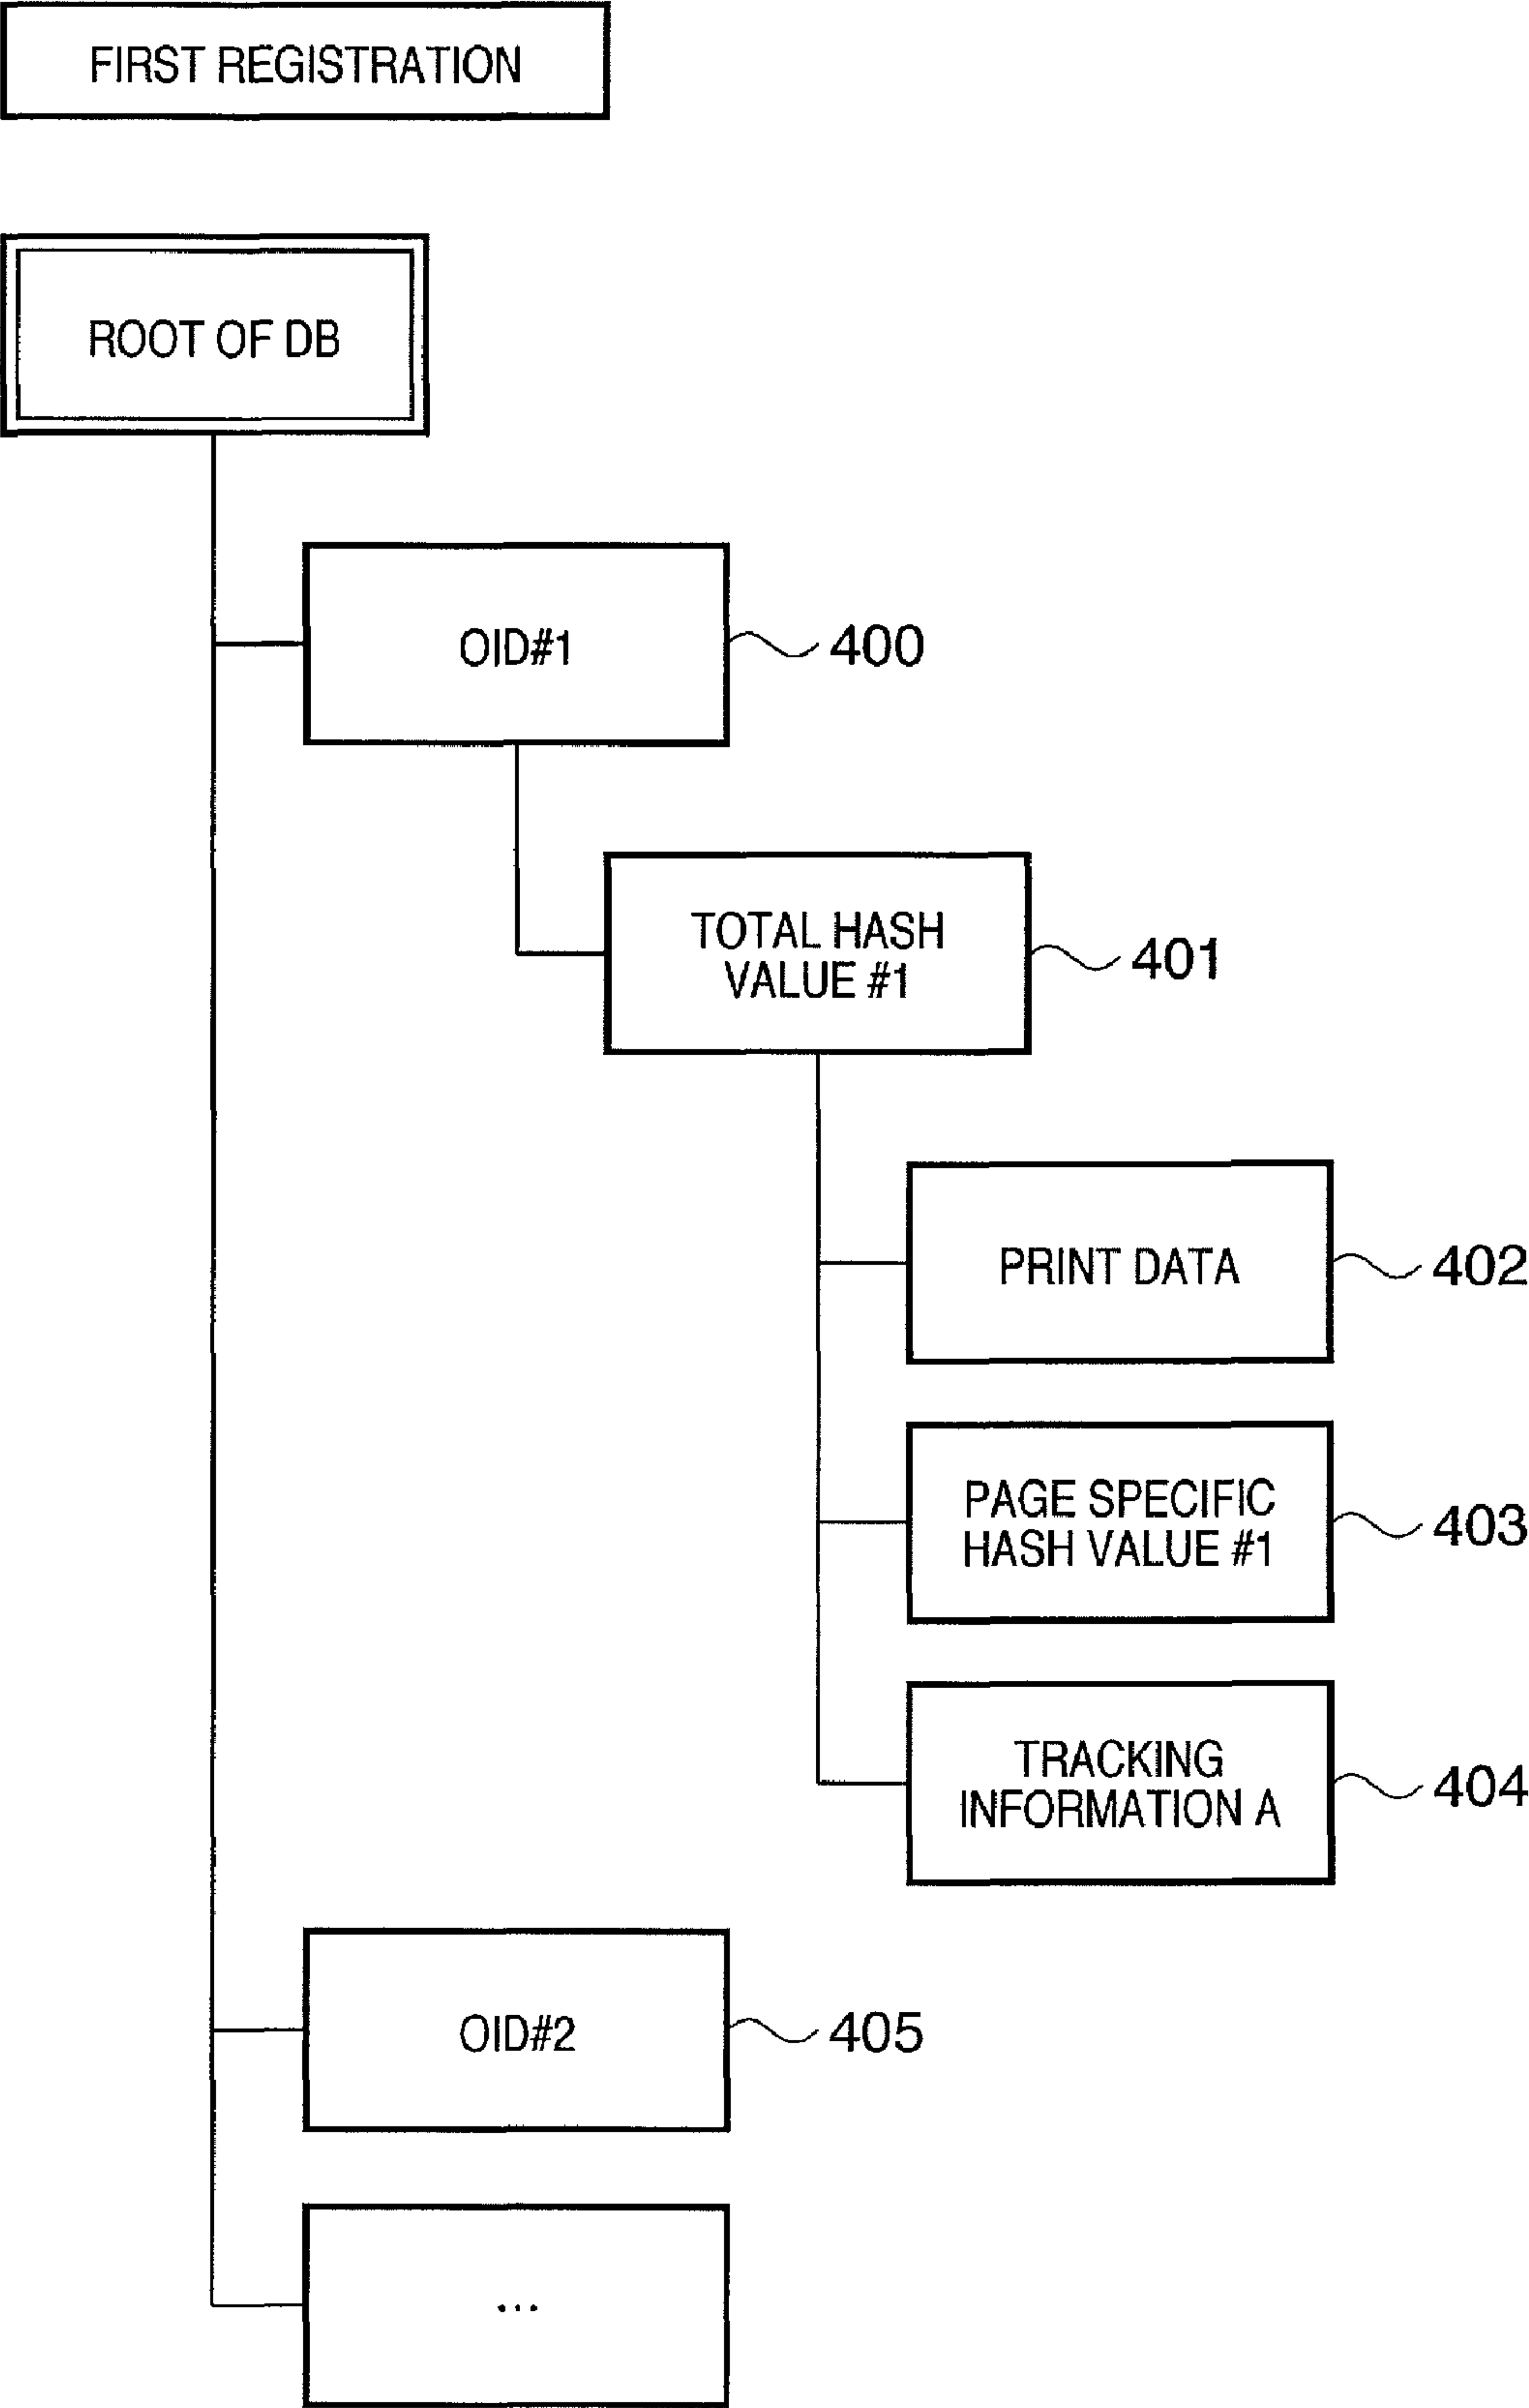 FIRST REGISTRATION
ROOT OF DB
OID#1
400
TOTAL HASH
VALUE #1
401
PRINT DATA
402
PAGE SPECIFIC
HASH VALUE #1
403
TRACKING
INFORMATION A
404
OID#2
405
...